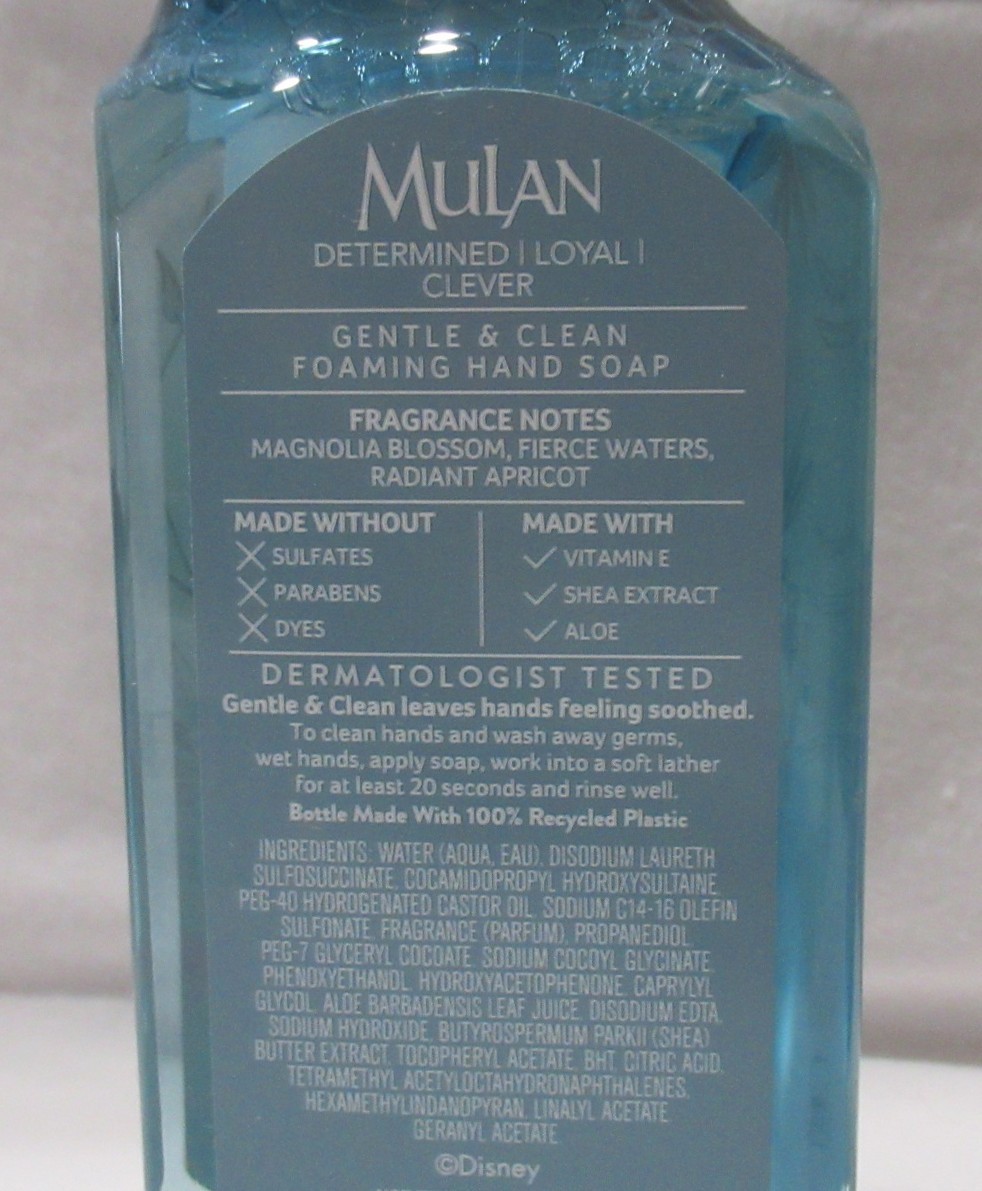 MULAN
DETERMINED | LOYAL |
CLEVER
GENTLE & CLEAN
FOAMING HAND SOAP
FRAGRANCE NOTES
MAGNOLIA BLOSSOM, FIERCE WATERS,
RADIANT APRICOT
MADE WITHOUT MADE WITH
SULFATES VITAMIN E
PARABENS SHEA EXTRACT
DYES ALOE
DERMATOLOGIST TESTED
Gentle & Clean leaves hands feeling soothed.
To clean hands and wash away germs,
wet hands, apply soap, work into a soft lather
for at least 20 seconds and rinse well.
Bottle Made With 100% Recycled Plastic
INGREDIENTS: WATER (AQUA, EAU), DISODIUM LAURETH
SULFOSUCCINATE, COCAMIDOPROPYL HYDROXYSULTAINE,
PEG-40 HYDROGENATED CASTOR OIL, SODIUM C14-16 OLEFIN
SULFONATE, FRAGRANCE (PARFUM), PROPANEDIOL,
PEG-7 GLYCERYL COCOATE, SODIUM COCOYL GLYCINATE,
PHENOXYETHANOL, HYDROXYACETOPHENONE, CAPRYLYL
GLYCOL, ALOE BARBADENSIS LEAF JUICE, DISODIUM EDTA,
SODIUM HYDROXIDE, BUTYROSPERMUM PARKII (SHEA)
BUTTER EXTRACT, TOCOPHERYL ACETATE, BHT, CITRIC ACID,
TETRAMETHYL ACETYLOCTAHYDRONAPHTHALENES,
HEXAMETHYLINDANOPYRAN, LINALYL ACETATE,
GERANYL ACETATE
©Disney